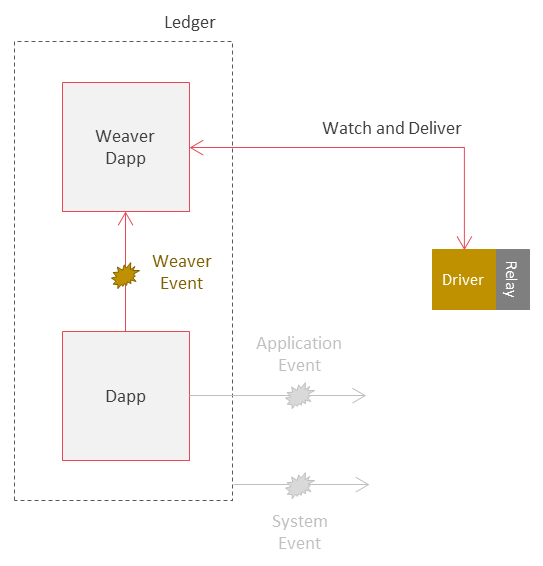 Ledger
Weaver
Dapp
Watch and Deliver
Weaver
Event
Driver
Relay
Dapp
Application
Event
System
Event